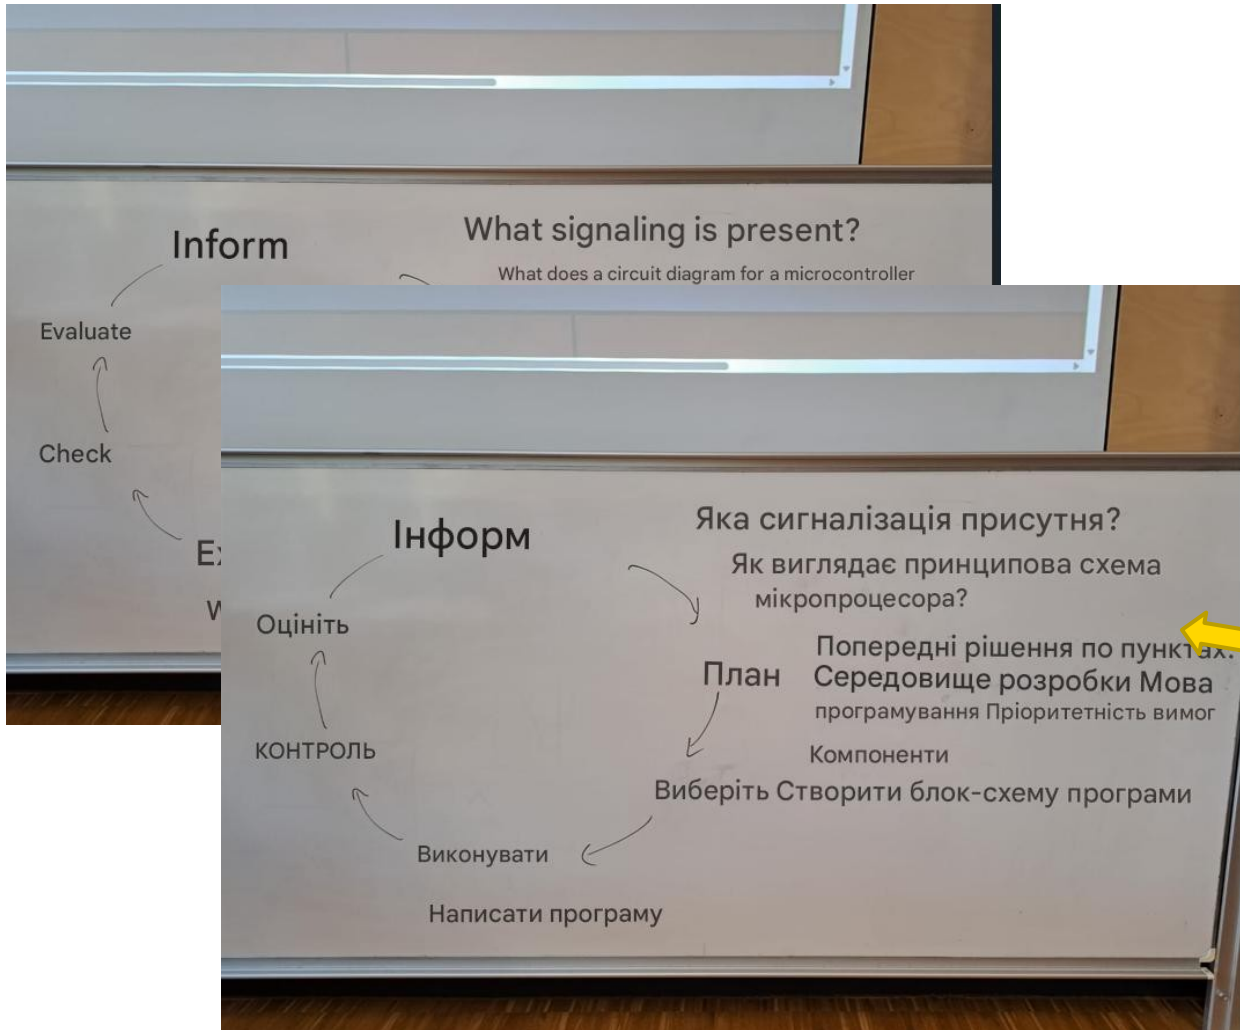 Inform
What signaling is present?
What does a circuit diagram for a microcontroller
Evaluate
Check
Інформ
Яка сигналізація присутня?
Як виглядає принципова схема
мікропроцесора?
Оцініть
Попередні рішення по пунктах:
План
Середовище розробки Мова
програмування Пріоритетність вимог
КОНТРОЛЬ
Компоненти
Виберіть Створити блок-схему програми
Виконувати
Написати програму